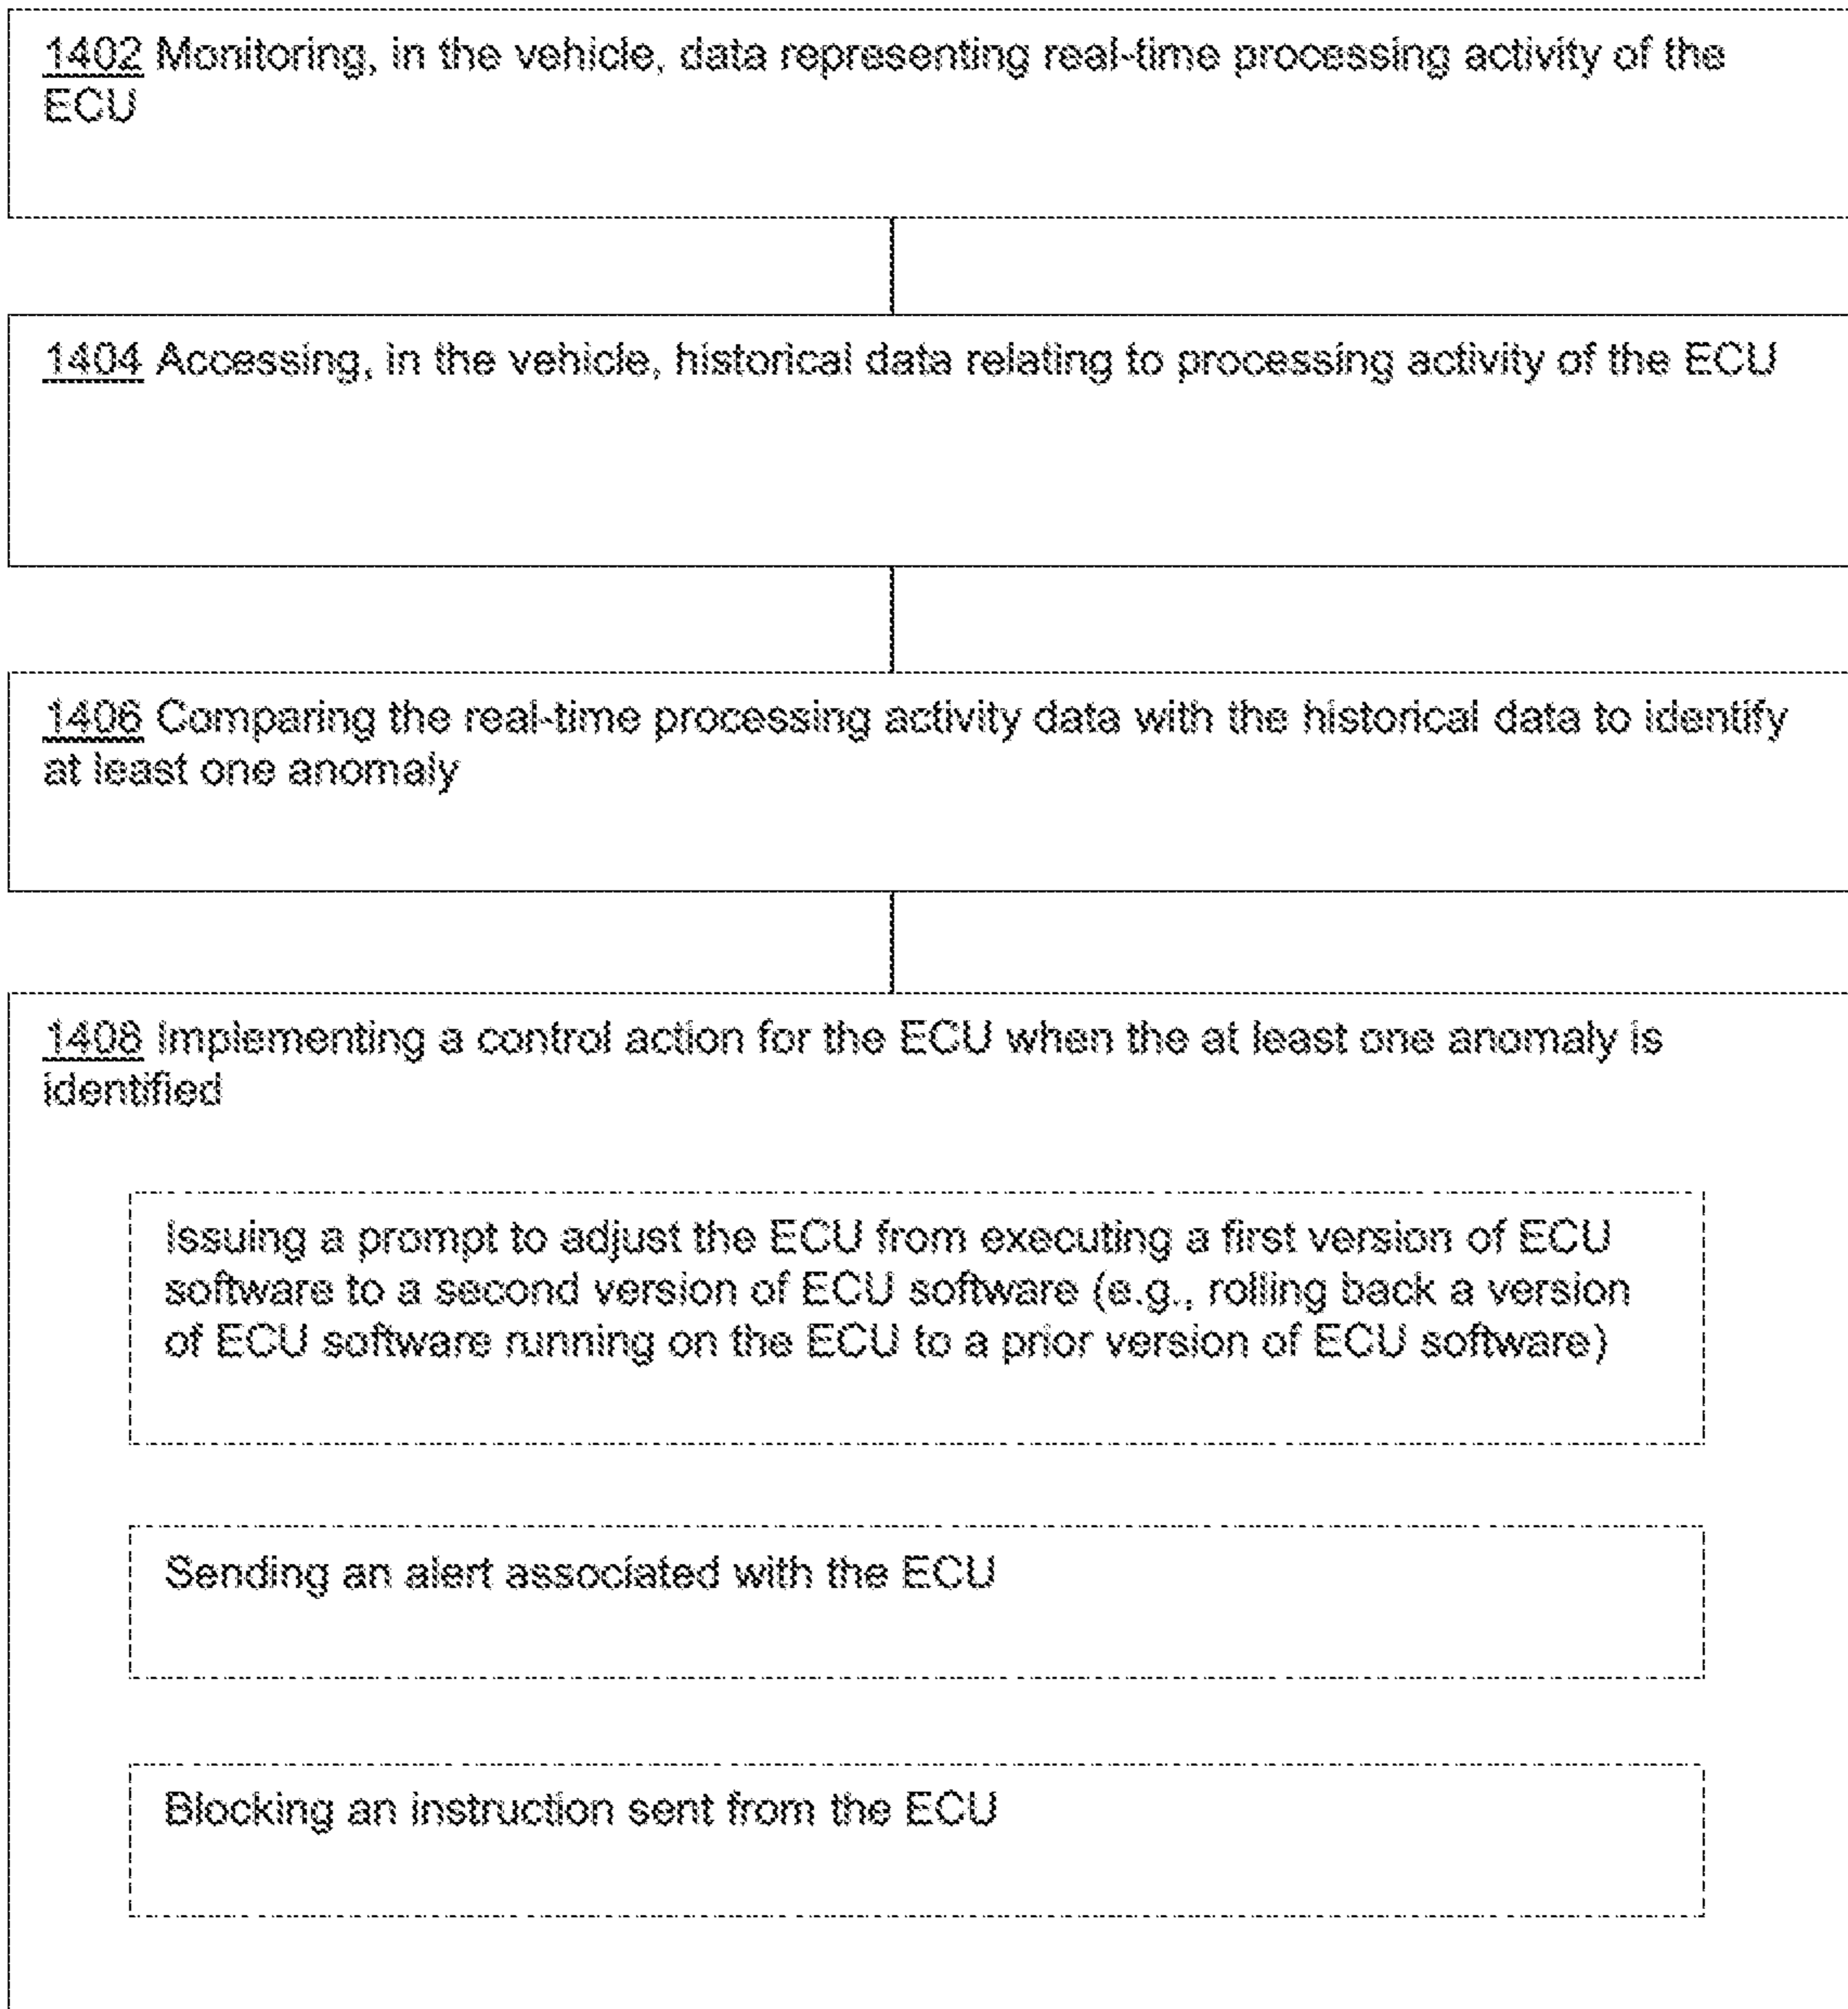 1402 Monitoring, in the vehicle, data representing real-time processing activity of the
ECU
1404 Accessing, in the vehicle, historical data relating to processing activity of the ECU
1406 Comparing the real-time processing activity data with the historical data to identify
at least one anomaly
1408 Implementing a control action for the ECU when the at least one anomaly is
identified
Issuing a prompt to adjust the ECU from executing a first version of ECU
software to a second version of ECU software (e.g., rolling back a version
of ECU software running on the ECU to a prior version of ECU software)
Sending an alert associated with the ECU
Blocking an instruction sent from the ECU